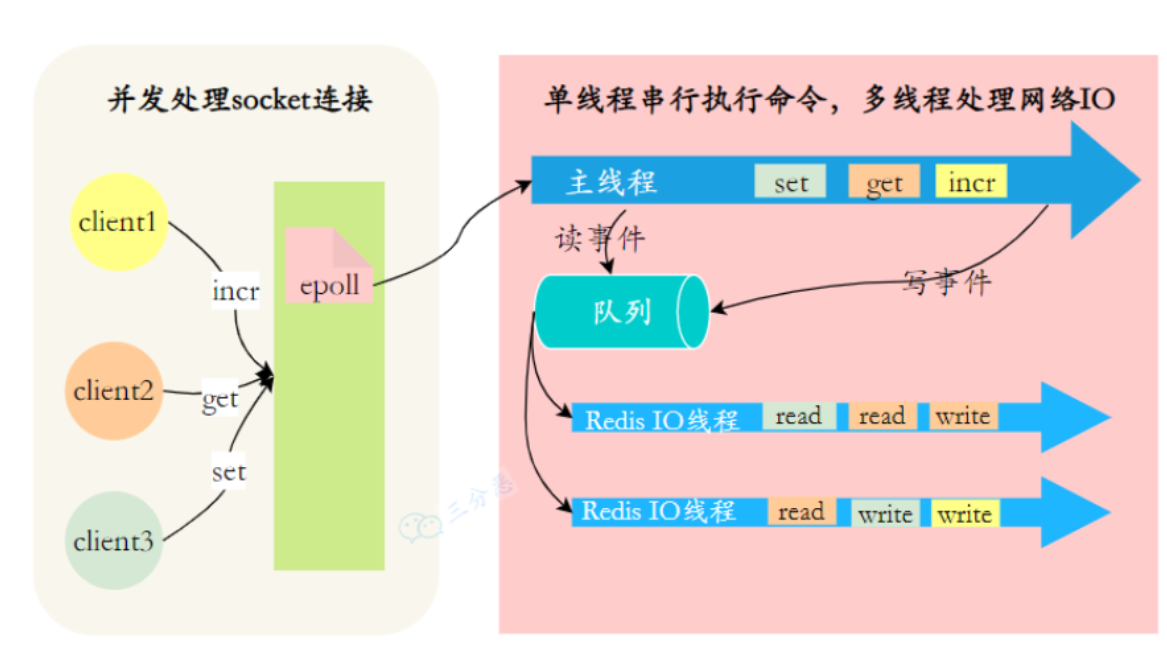 并发处理socket连接
client1
incr
client2
get
client3
set
epoll
单线程串行执行命令，多线程处理网络IO
主线程 set get incr
读事件
写事件
队列
Redis IO线程 read read write
Redis IO线程 read write write
三分恶